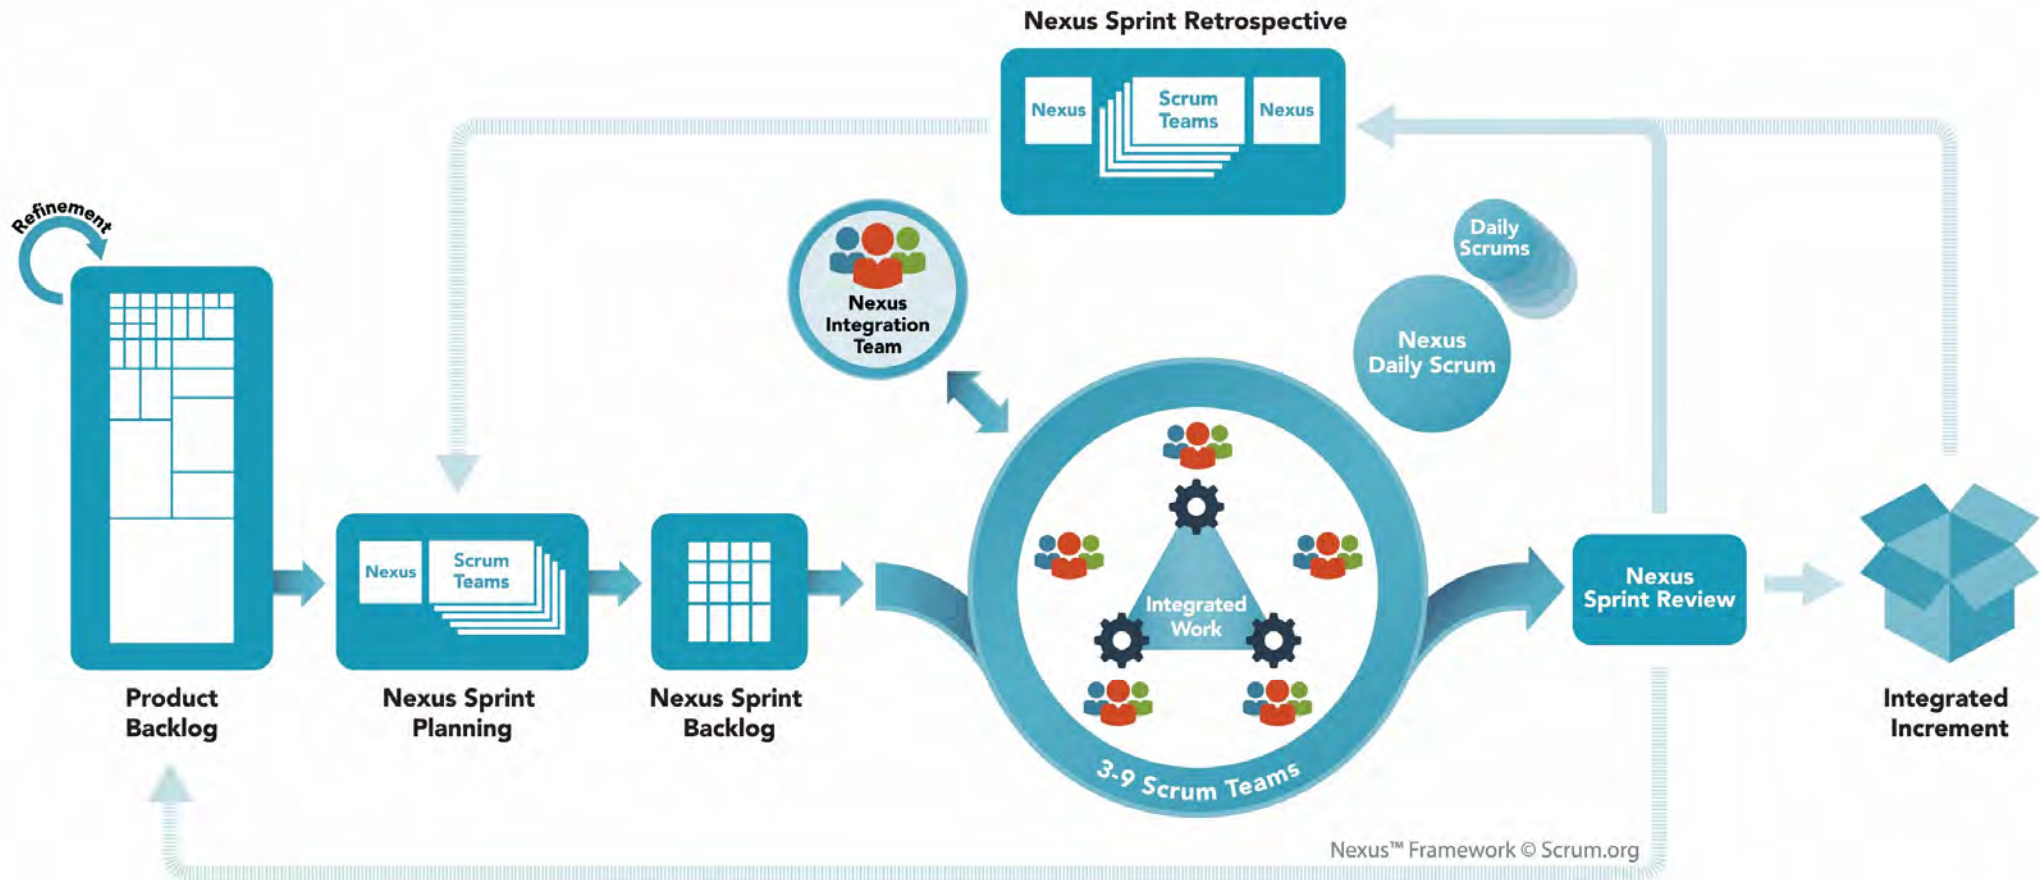 Nexus Sprint Retrospective
Nexus
Scrum
Teams
Nexus
Refinement
Nexus
Integration
Team
Daily
Scrums
Nexus
Daily Scrum
Nexus
Scrum
Teams
Integrated
Work
Nexus
Sprint Review
Product
Backlog
Nexus Sprint
Planning
Nexus Sprint
Backlog
3-9 Scrum Teams
Integrated
Increment
Nexus™ Framework © Scrum.org